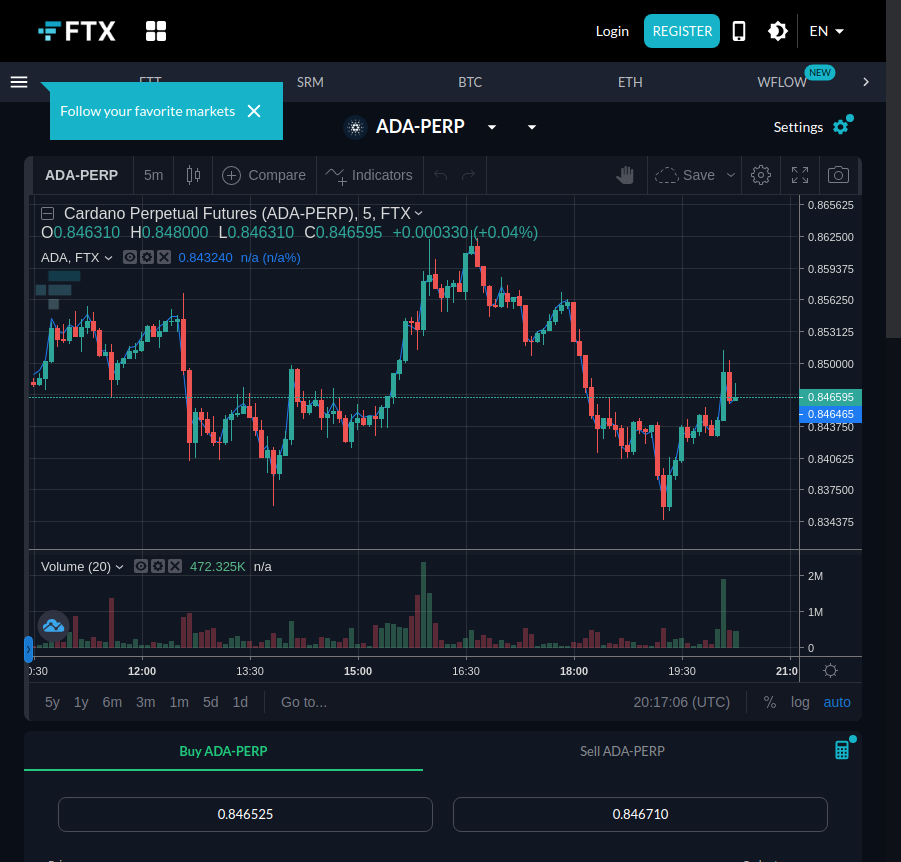 FTX
Login
REGISTER
EN
FTT
SRM
BTC
ETH
WFLOW
NEW
Follow your favorite markets
ADA-PERP
Settings
ADA-PERP
5m
Compare
Indicators
Save
Cardano Perpetual Futures (ADA-PERP), 5, FTX
O0.846310 H0.848000 L0.846310 C0.846595 +0.000330 (+0.04%)
ADA, FTX
0.843240 n/a (n/a%)
0.865625
0.862500
0.859375
0.856250
0.853125
0.850000
0.846595
0.846465
0.843750
0.840625
0.837500
0.834375
Volume (20)
472.325K n/a
2M
1M
0
0:30
12:00
13:30
15:00
16:30
18:00
19:30
21:0
5y
1y
6m
3m
1m
5d
1d
Go to...
20:17:06 (UTC)
%
log
auto
Buy ADA-PERP
Sell ADA-PERP
0.846525
0.846710